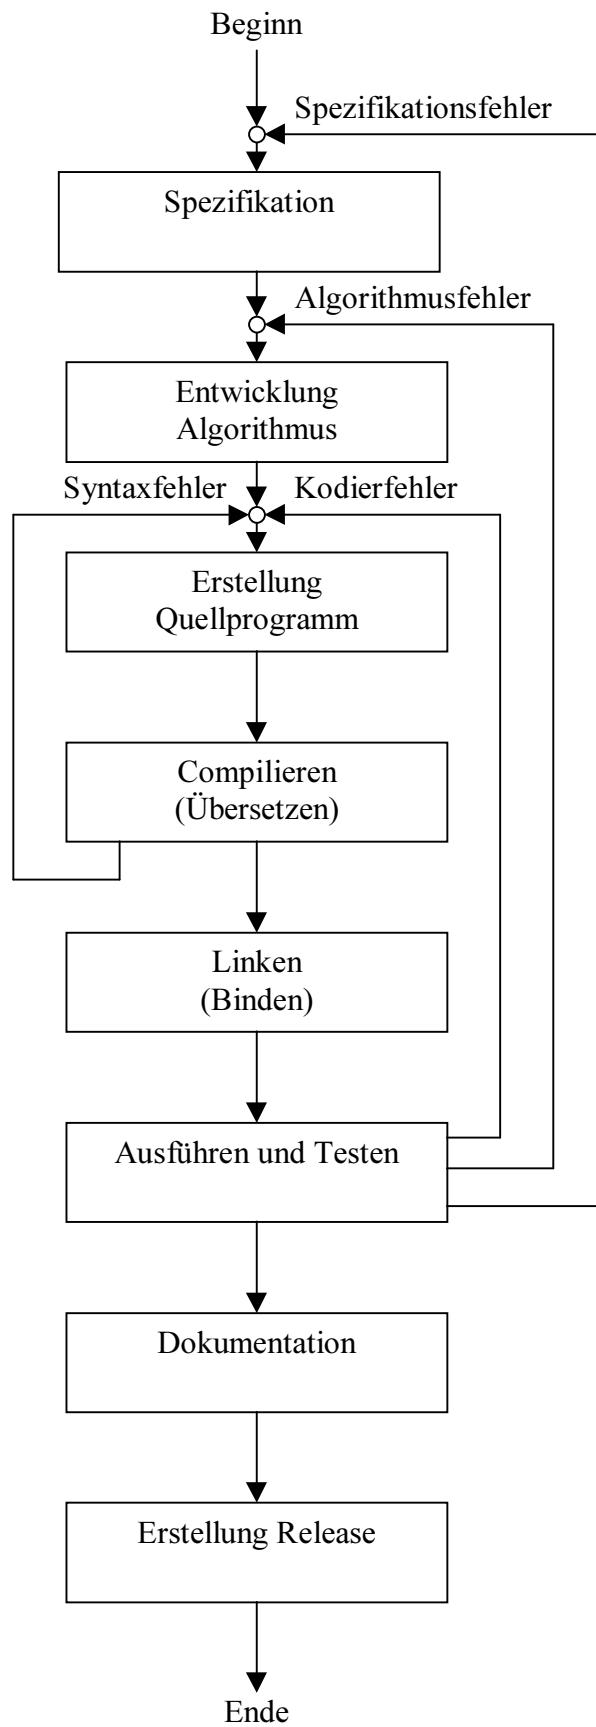 Beginn
Spezifikationsfehler
Spezifikation
Algorithmusfehler
Entwicklung
Algorithmus
Syntaxfehler
Kodierfehler
Erstellung
Quellprogramm
Compilieren
(Übersetzen)
Linken
(Binden)
Ausführen und Testen
Dokumentation
Erstellung Release
Ende